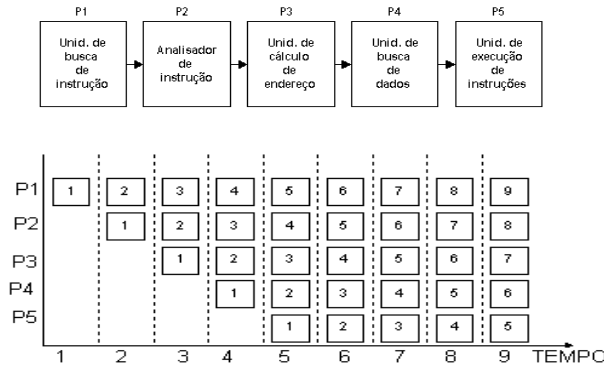 P1 P2 P3 P4 P5
Unid. de busca de instrução
Analisador de instrução
Unid. de cálculo de endereço
Unid. de busca de dados
Unid. de execução de instruções
P1 1 2 3 4 5 6 7 8 9
P2 1 2 3 4 5 6 7 8
P3 1 2 3 4 5 6 7
P4 1 2 3 4 5 6
P5 1 2 3 4 5
1 2 3 4 5 6 7 8 9 TEMPO